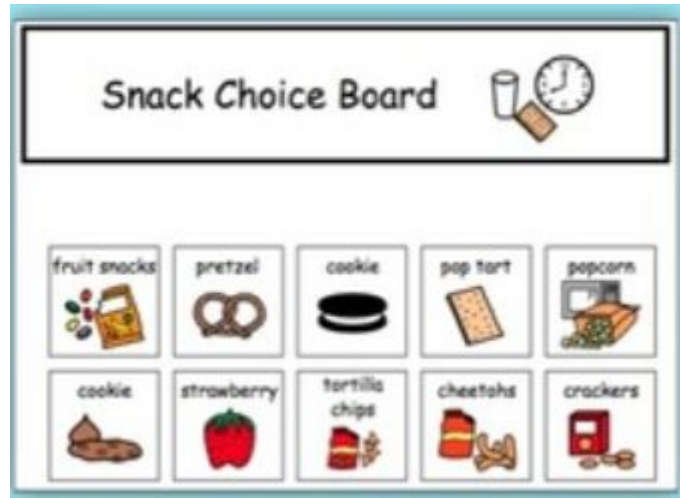 Snack Choice Board
fruit snacks
pretzel
cookie
pop tart
popcorn
cookie
strawberry
tortilla
chips
cheetohs
crackers